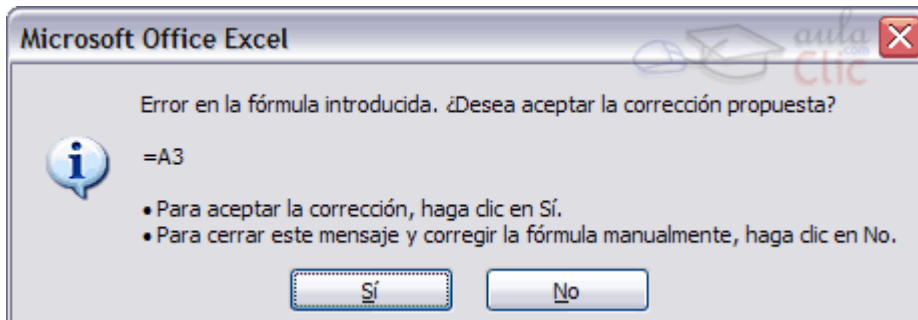 Microsoft Office Excel
aula
.com
Clic
Error en la fórmula introducida. ¿Desea aceptar la corrección propuesta?
=A3
• Para aceptar la corrección, haga clic en Sí.
• Para cerrar este mensaje y corregir la fórmula manualmente, haga clic en No.
Sí
No